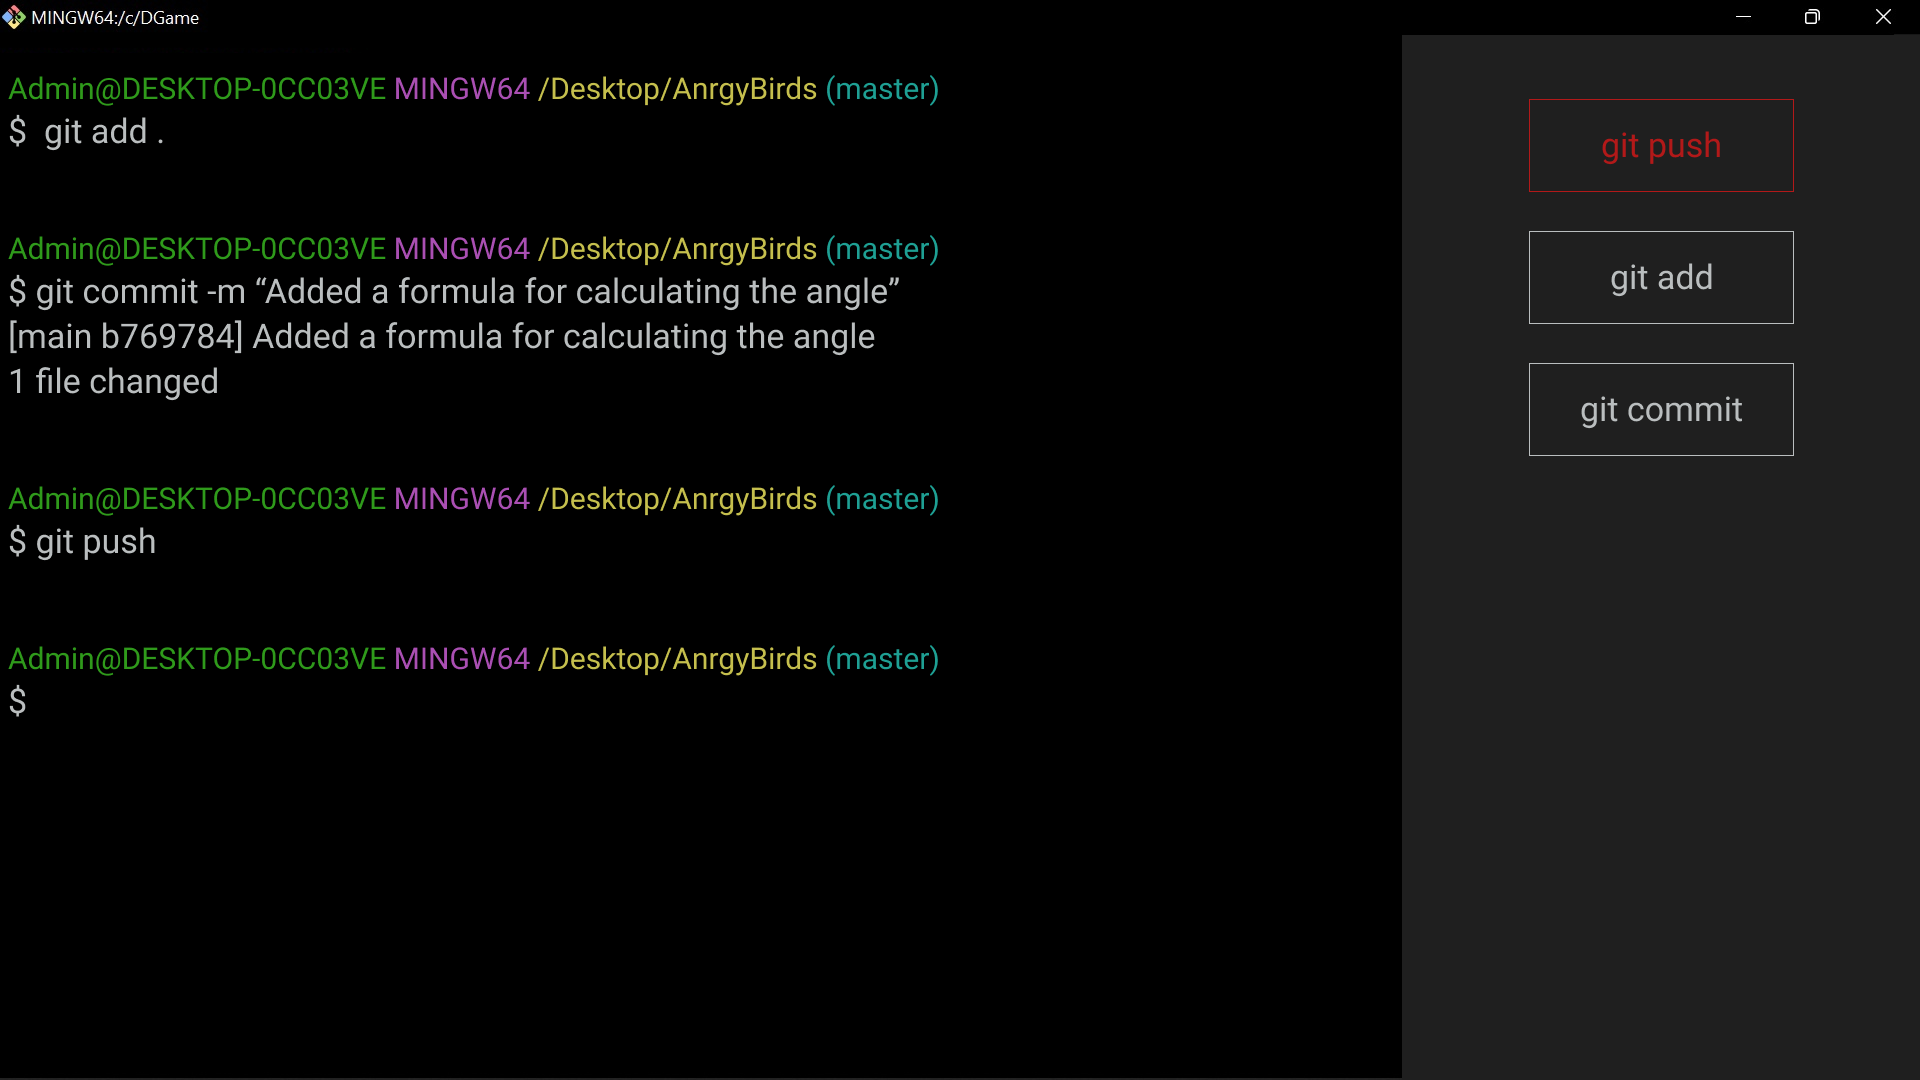 MINGW64:/c/DGame
Admin@DESKTOP-0CC03VE MINGW64 /Desktop/AnrgyBirds (master)
$ git add .
Admin@DESKTOP-0CC03VE MINGW64 /Desktop/AnrgyBirds (master)
$ git commit -m “Added a formula for calculating the angle”
[main b769784] Added a formula for calculating the angle
1 file changed
Admin@DESKTOP-0CC03VE MINGW64 /Desktop/AnrgyBirds (master)
$ git push
Admin@DESKTOP-0CC03VE MINGW64 /Desktop/AnrgyBirds (master)
$
git push
git add
git commit